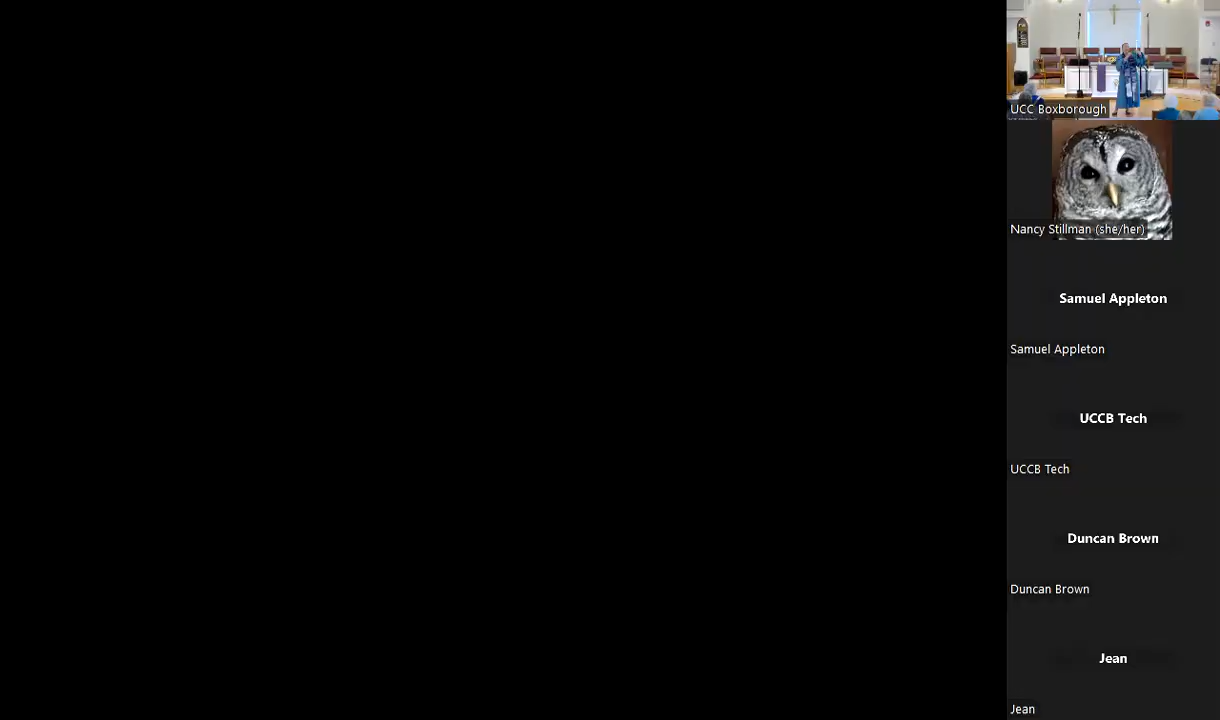 UCC Boxborough
Nancy Stillman (she/her)
Samuel Appleton
Samuel Appleton
UCCB Tech
UCCB Tech
Duncan Brown
Duncan Brown
Jean
Jean